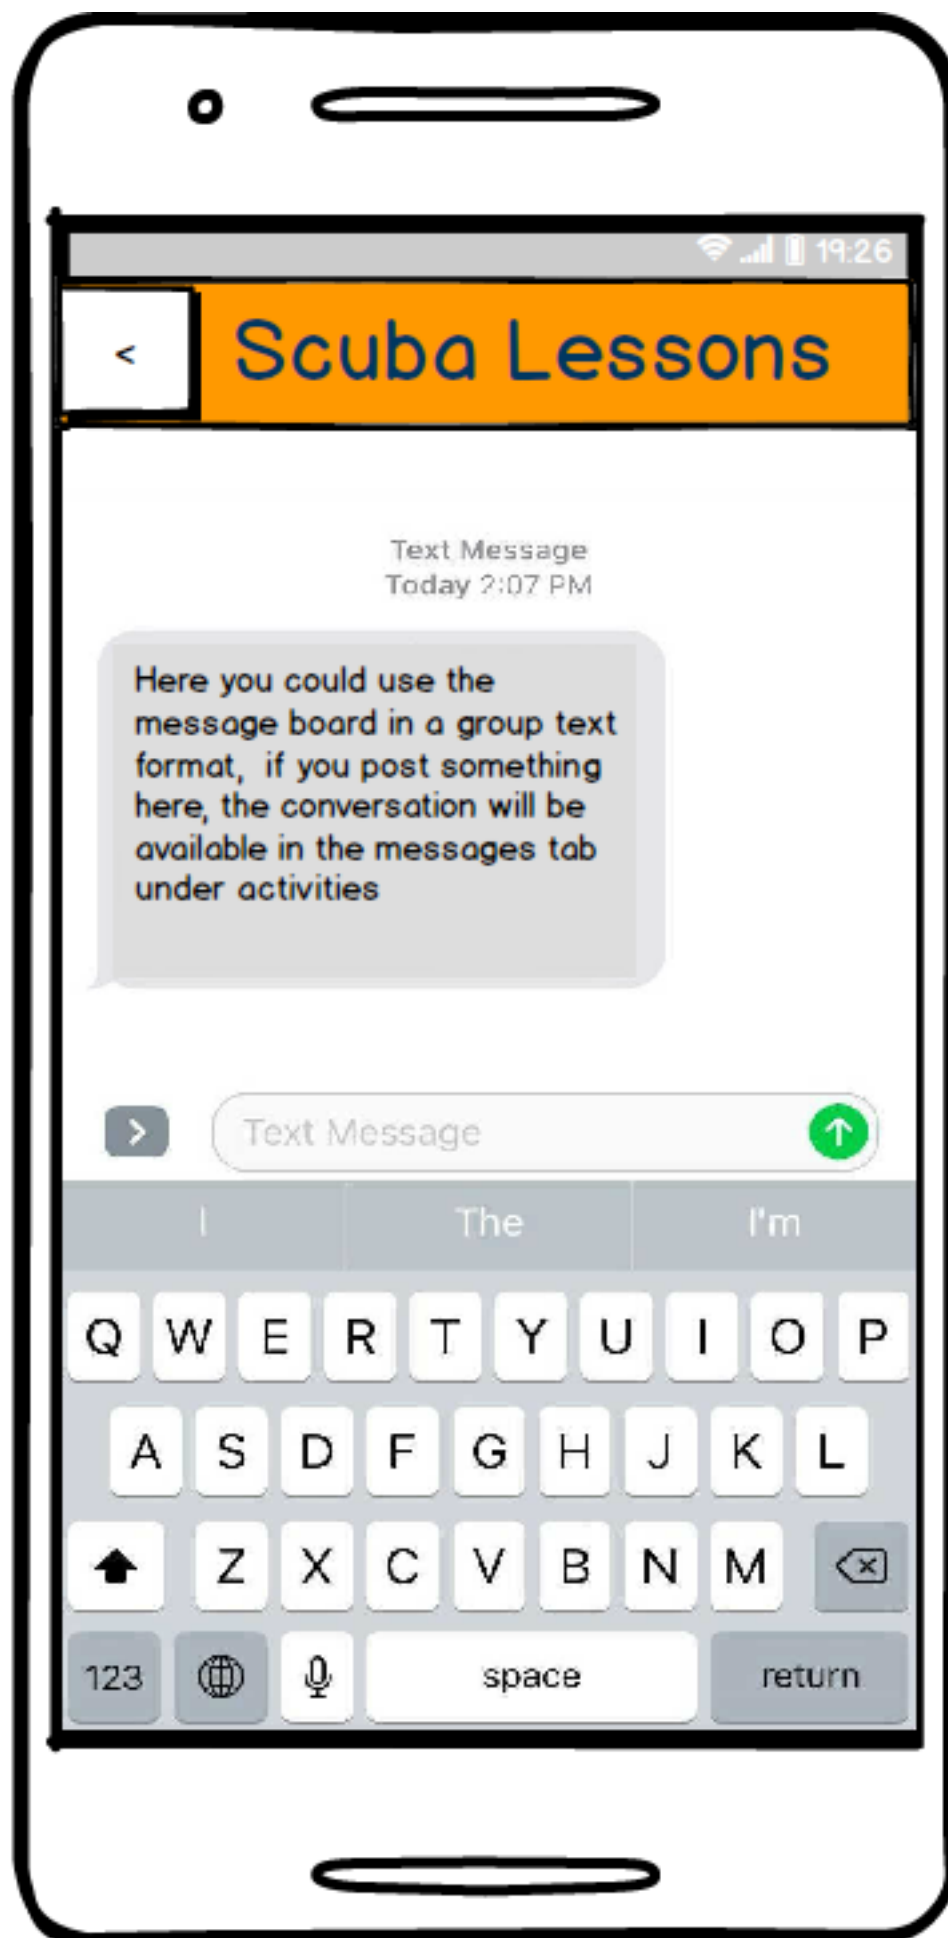 19:26
< Scuba Lessons
Text Message
Today 2:07 PM
Here you could use the
message board in a group text
format,  if you post something
here, the conversation will be
available in the messages tab
under activities
> Text Message
I The I'm
Q W E R T Y U I O P
A S D F G H J K L
Z X C V B N M
123 space return